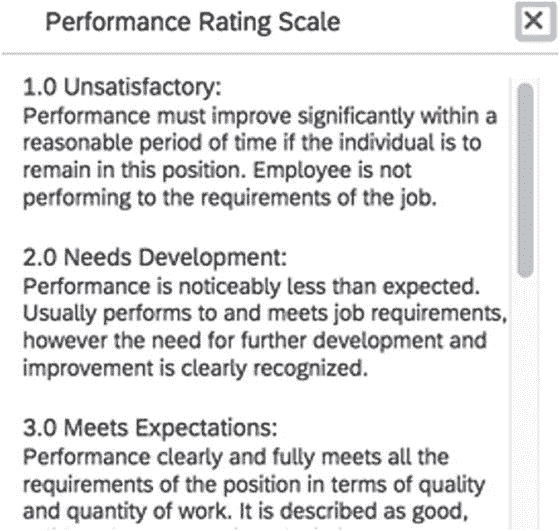 Performance Rating Scale
1.0 Unsatisfactory:
Performance must improve significantly within a
reasonable period of time if the individual is to
remain in this position. Employee is not
performing to the requirements of the job.
2.0 Needs Development:
Performance is noticeably less than expected.
Usually performs to and meets job requirements,
however the need for further development and
improvement is clearly recognized.
3.0 Meets Expectations:
Performance clearly and fully meets all the
requirements of the position in terms of quality
and quantity of work. It is described as good,